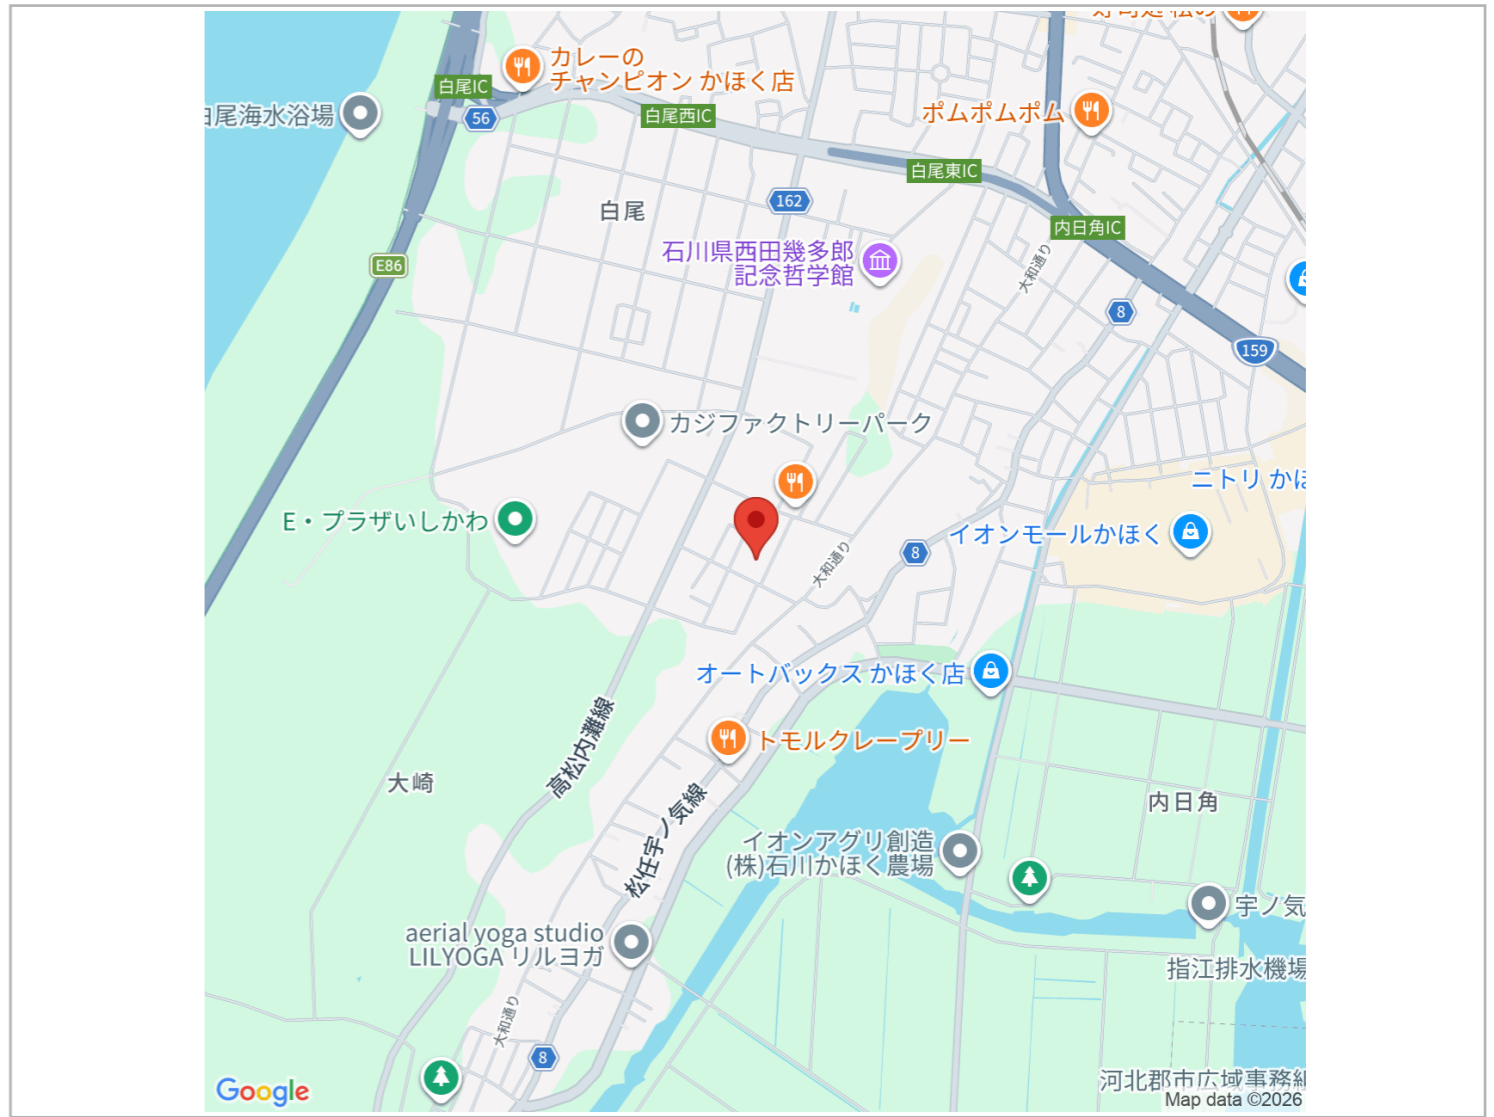 カレーの
チャンピオン かほく店
白尾IC
56
白尾西IC
ポムポムポム
白尾東IC
162
白尾
内日角IC
石川県西田幾多郎
記念哲学館
大和通り
E86
8
159
カジファクトリーパーク
ニトリ かほ
E・プラザいしかわ
イオンモールかほく
大和通り
8
オートバックス かほく店
高松内灘線
トモルクレープリー
大崎
松任宇ノ気線
内日角
イオンアグリ創造
(株)石川かほく農場
宇ノ気
aerial yoga studio
LILYOGA リルヨガ
指江排水機場
大和通り
8
河北郡市広域事務
Google
Map data ©2026